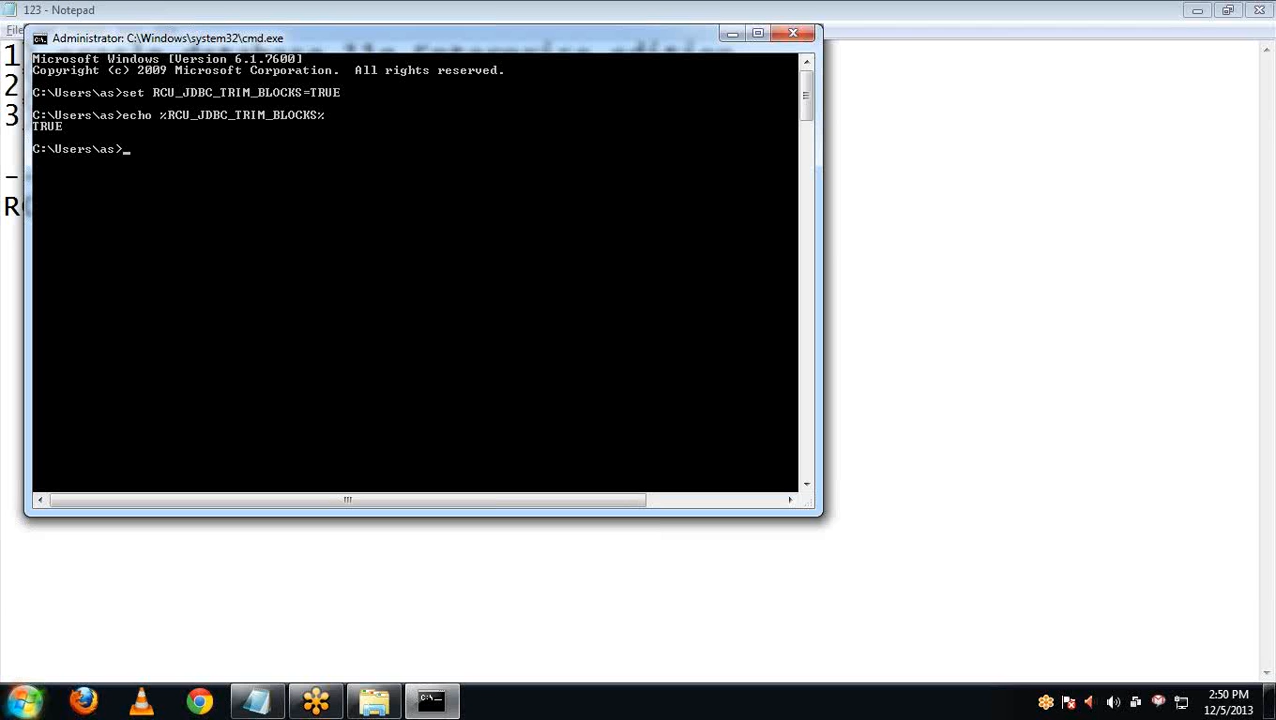 123 - Notepad
Administrator: C:\Windows\system32\cmd.exe
Microsoft Windows [Version 6.1.7600]
Copyright (c) 2009 Microsoft Corporation.  All rights reserved.
C:\Users\as>set RCU_JDBC_TRIM_BLOCKS=TRUE
C:\Users\as>echo %RCU_JDBC_TRIM_BLOCKS%
TRUE
C:\Users\as>_
1
2
3
-
2:50 PM
12/5/2013